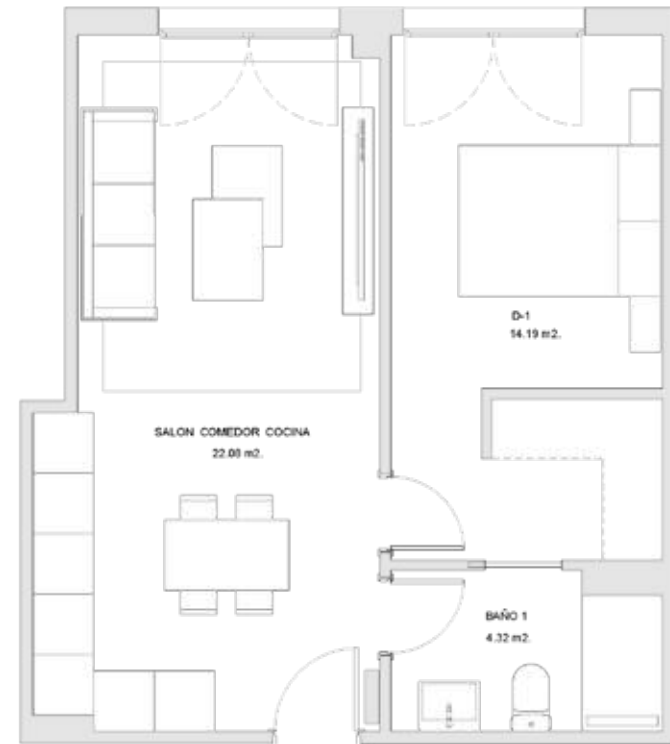 D-1
14.19 m2.
SALON COMEDOR COCINA
22.08 m2.
BAÑO 1
4.32 m2.